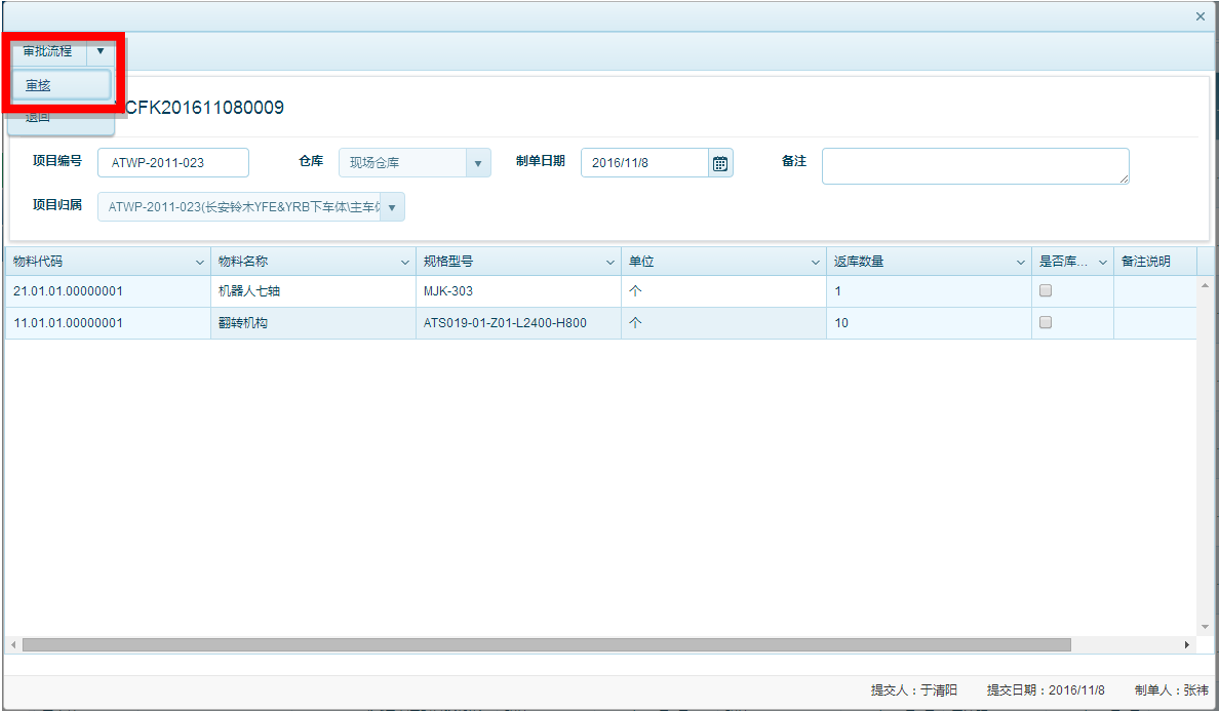 审批流程
审核
退回
CFK201611080009
项目编号 ATWP-2011-023 仓库 现场仓库 制单日期 2016/11/8 备注
项目归属 ATWP-2011-023(长安铃木YFE&YRB下车体\主车
物料代码 物料名称 规格型号 单位 返库数量 是否库... 备注说明
21.01.01.00000001 机器人七轴 MJK-303 个 1
11.01.01.00000001 翻转机构 ATS019-01-Z01-L2400-H800 个 10
提交人：于清阳 提交日期：2016/11/8 制单人：张祎